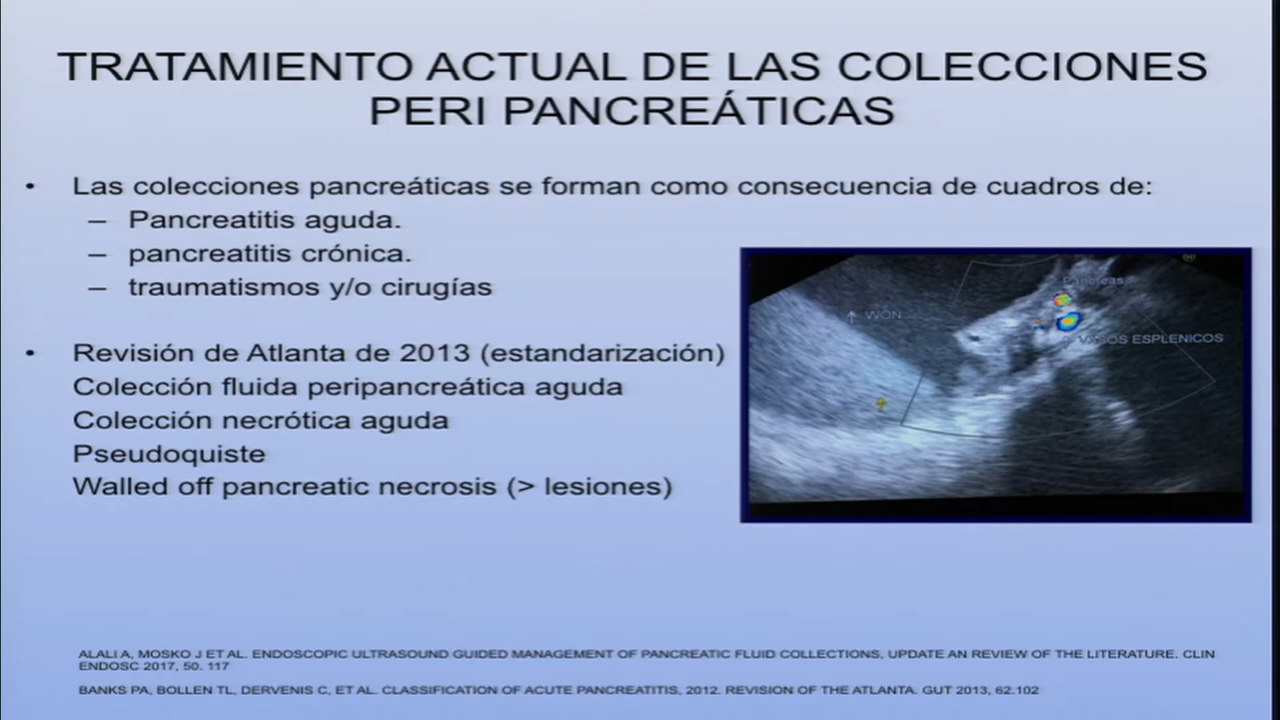 TRATAMIENTO ACTUAL DE LAS COLECCIONES
PERI PANCREÁTICAS
• Las colecciones pancreáticas se forman como consecuencia de cuadros de:
– Pancreatitis aguda.
– pancreatitis crónica.
– traumatismos y/o cirugías
Pancreas
WON
VASOS ESPLENICOS
• Revisión de Atlanta de 2013 (estandarización)
Colección fluida peripancreática aguda
Colección necrótica aguda
Pseudoquiste
Walled off pancreatic necrosis (> lesiones)
ALALI A, MOSKO J ET AL. ENDOSCOPIC ULTRASOUND GUIDED MANAGEMENT OF PANCREATIC FLUID COLLECTIONS, UPDATE AN REVIEW OF THE LITERATURE. CLIN
ENDOSC 2017, 50. 117
BANKS PA, BOLLEN TL, DERVENIS C, ET AL. CLASSIFICATION OF ACUTE PANCREATITIS, 2012. REVISION OF THE ATLANTA. GUT 2013, 62.102